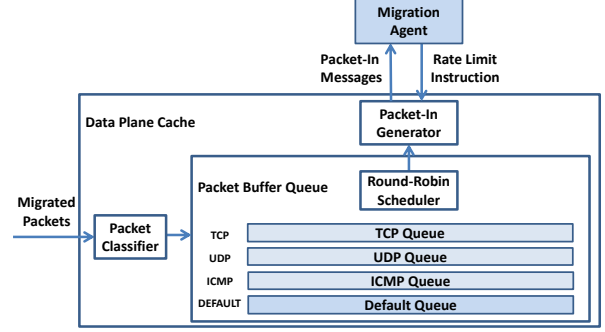 Migration
Agent
Packet-In
Messages
Rate Limit
Instruction
Data Plane Cache
Packet-In
Generator
Packet Buffer Queue
Round-Robin
Scheduler
Migrated
Packets
Packet
Classifier
TCP
TCP Queue
UDP
UDP Queue
ICMP
ICMP Queue
DEFAULT
Default Queue